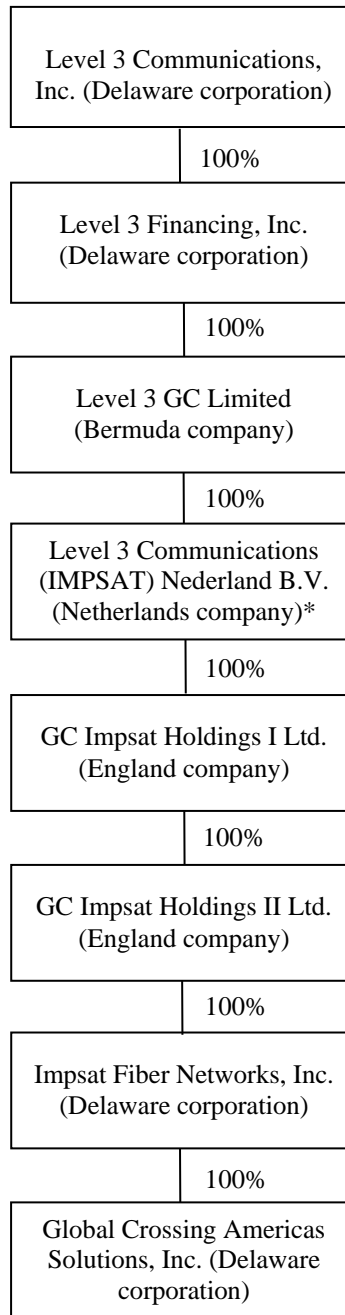 Level 3 Communications,
Inc. (Delaware corporation)
100%
Level 3 Financing, Inc.
(Delaware corporation)
100%
Level 3 GC Limited
(Bermuda company)
100%
Level 3 Communications
(IMPSAT) Nederland B.V.
(Netherlands company)*
100%
GC Impsat Holdings I Ltd.
(England company)
100%
GC Impsat Holdings II Ltd.
(England company)
100%
Impsat Fiber Networks, Inc.
(Delaware corporation)
100%
Global Crossing Americas
Solutions, Inc. (Delaware
corporation)